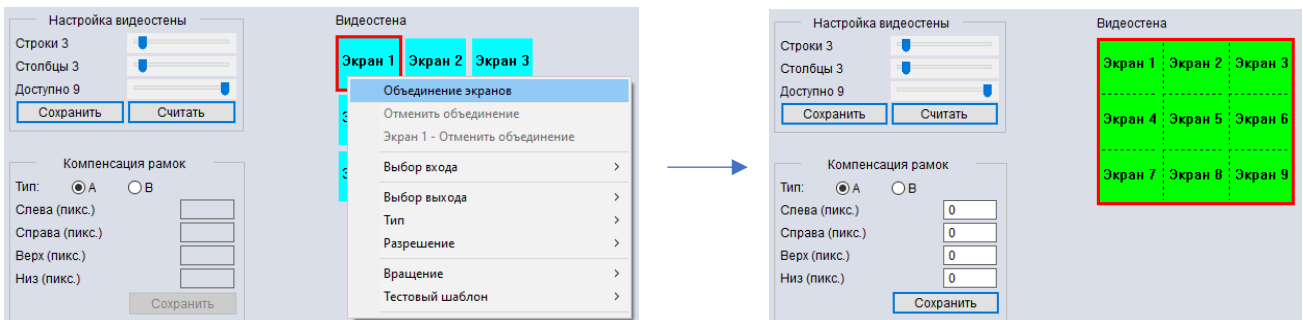 Настройка видеостены
Строки 3
Столбцы 3
Доступно 9
Сохранить Считать
Компенсация рамок
Тип: A B
Слева (пикс.)
Справа (пикс.)
Верх (пикс.)
Низ (пикс.)
Сохранить
Видеостена
Экран 1 Экран 2 Экран 3
Объединение экранов
Отменить объединение
Экран 1 - Отменить объединение
Выбор входа
Выбор выхода
Тип
Разрешение
Вращение
Тестовый шаблон
Настройка видеостены
Строки 3
Столбцы 3
Доступно 9
Сохранить Считать
Компенсация рамок
Тип: A B
Слева (пикс.) 0
Справа (пикс.) 0
Верх (пикс.) 0
Низ (пикс.) 0
Сохранить
Видеостена
Экран 1 Экран 2 Экран 3
Экран 4 Экран 5 Экран 6
Экран 7 Экран 8 Экран 9